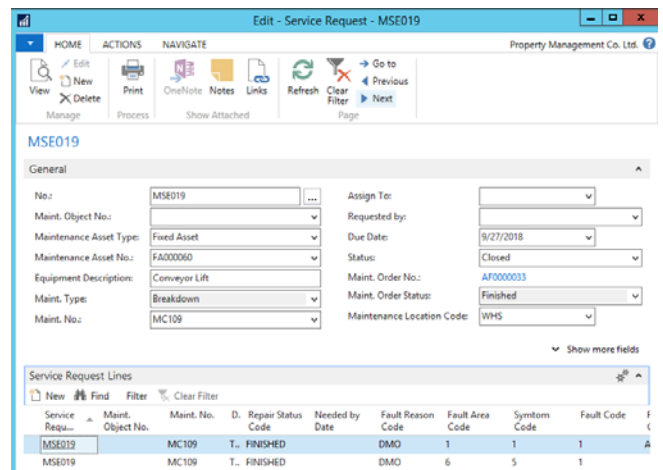 Edit - Service Request - MSE019
HOME ACTIONS NAVIGATE Property Management Co. Ltd.
View Edit New Delete Print OneNote Notes Links Refresh Clear Filter Go to Previous Next
Manage Process Show Attached Page
MSE019
General
No.: MSE019 ... Assign To:
Maint. Object No.: Requested by:
Maintenance Asset Type: Fixed Asset Due Date: 9/27/2018
Maintenance Asset No.: FA000060 Status: Closed
Equipment Description: Conveyor Lift Maint. Order No.: AF0000033
Maint. Type: Breakdown Maint. Order Status: Finished
Maint. No.: MC109 Maintenance Location Code: WHS
Show more fields
Service Request Lines
New Find Filter Clear Filter
Service Requ... Maint. Object No. Maint. No. D. Repair Status Code Needed by Date Fault Reason Code Fault Area Code Symtom Code Fault Code
MSE019 MC109 T.. FINISHED DMO 1 1 1
MSE019 MC109 T.. FINISHED DMO 6 5 1